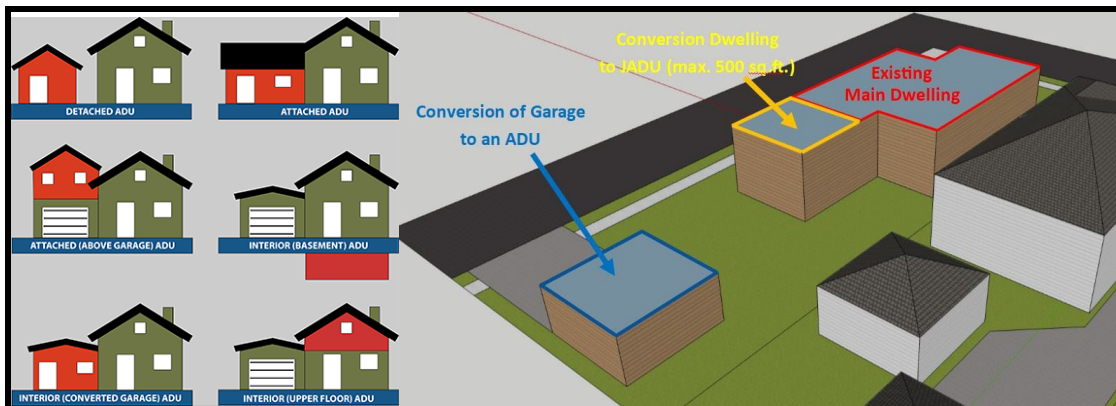 DETACHED ADU
ATTACHED ADU
ATTACHED (ABOVE GARAGE) ADU
INTERIOR (BASEMENT) ADU
INTERIOR (CONVERTED GARAGE) ADU
INTERIOR (UPPER FLOOR) ADU
Conversion Dwelling
to JADU (max. 500 sq.ft.)
Existing
Main Dwelling
Conversion of Garage
to an ADU